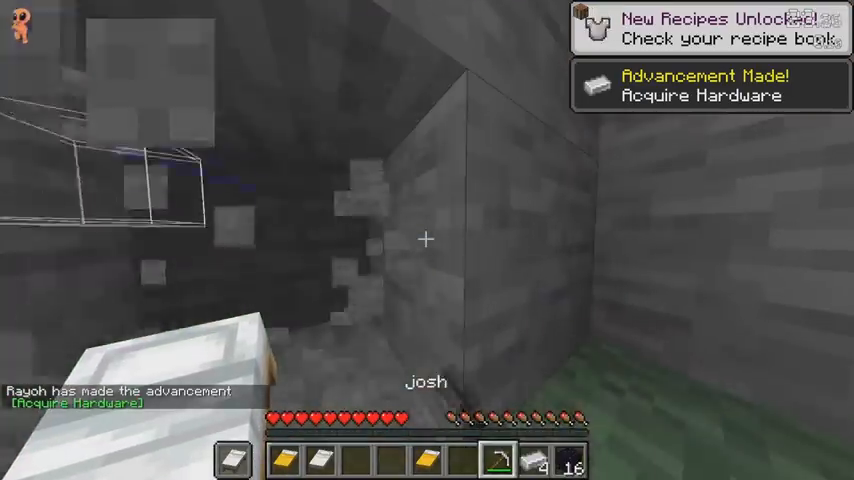 New Recipes Unlocked!
Check your recipe book
Advancement Made!
Acquire Hardware
Rayoh has made the advancement
[Acquire Hardware]
josh
4
16